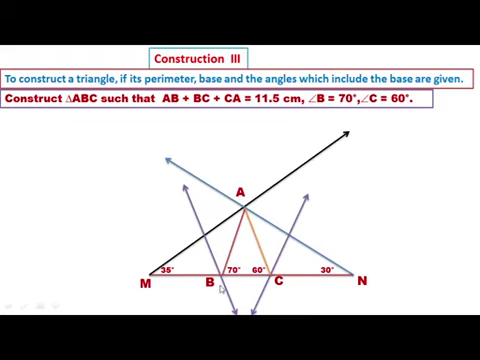 Construction III
To construct a triangle, if its perimeter, base and the angles which include the base are given.
Construct ∆ABC such that AB + BC + CA = 11.5 cm, ∠B = 70°,∠C = 60°.
A
35° 70° 60° 30°
M B C N